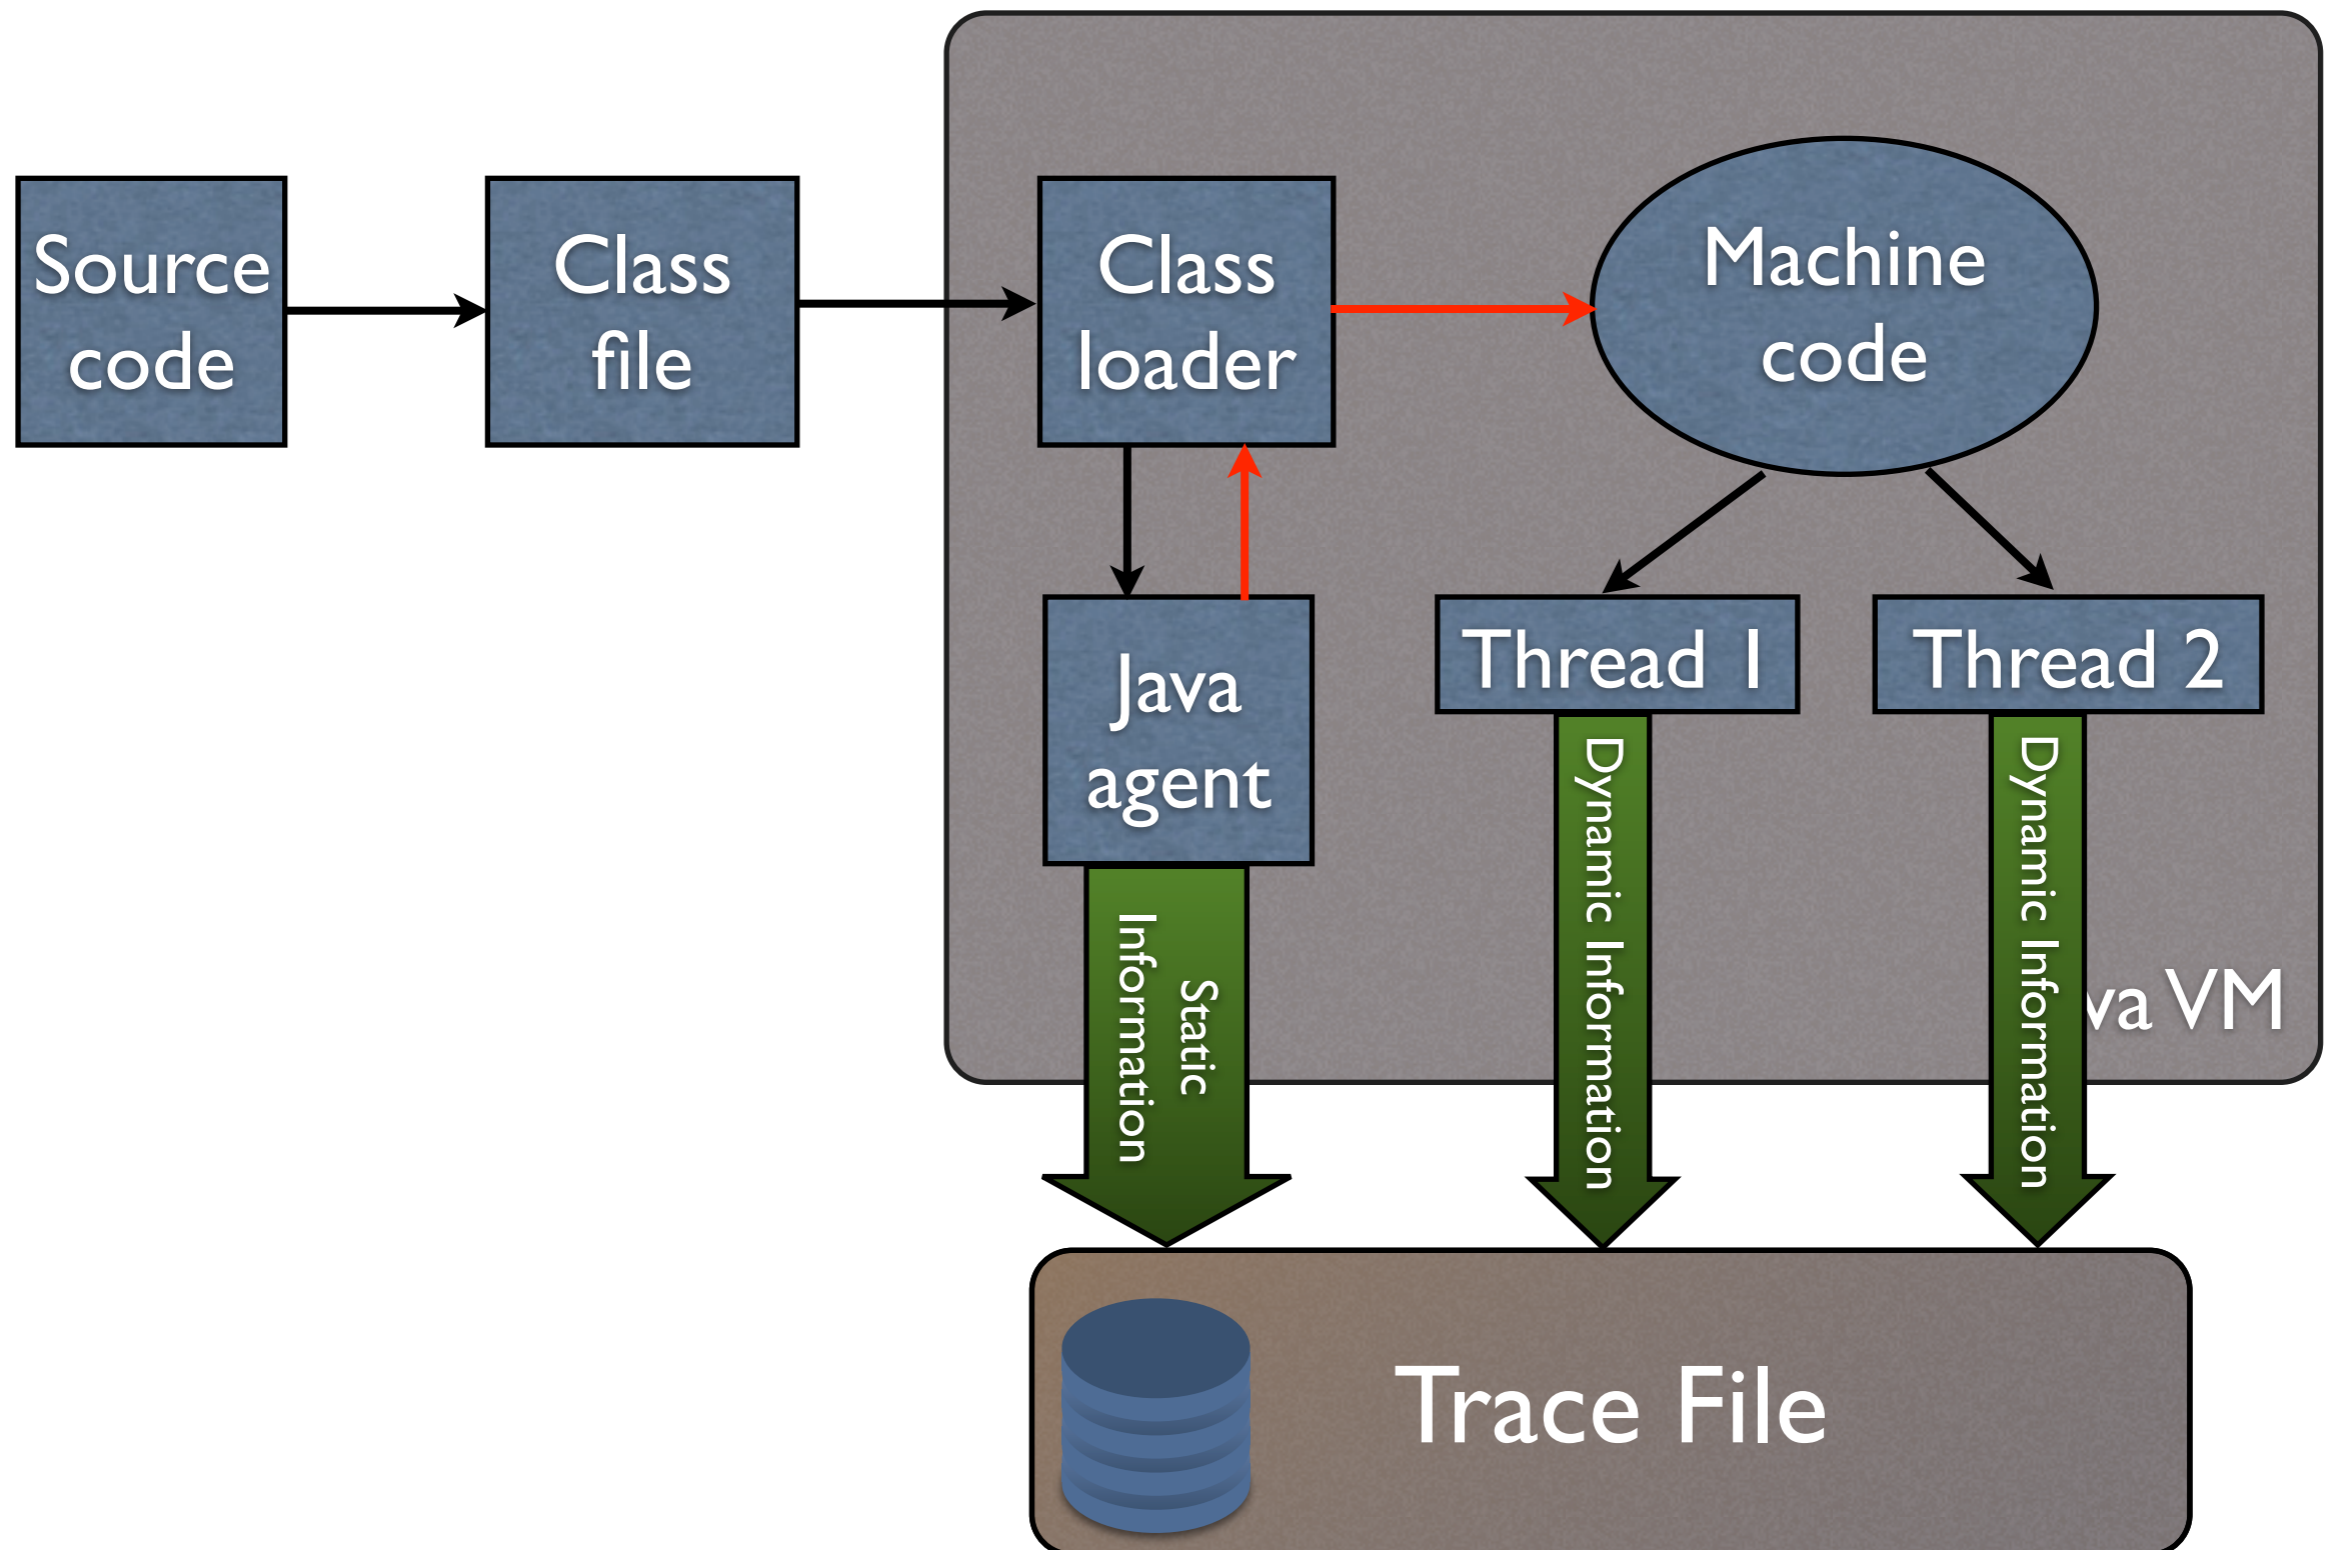 Source
code
Class
file
Class
loader
Machine
code
Java
agent
Thread 1
Thread 2
Static
Information
Dynamic Information
Dynamic Information
va VM
Trace File